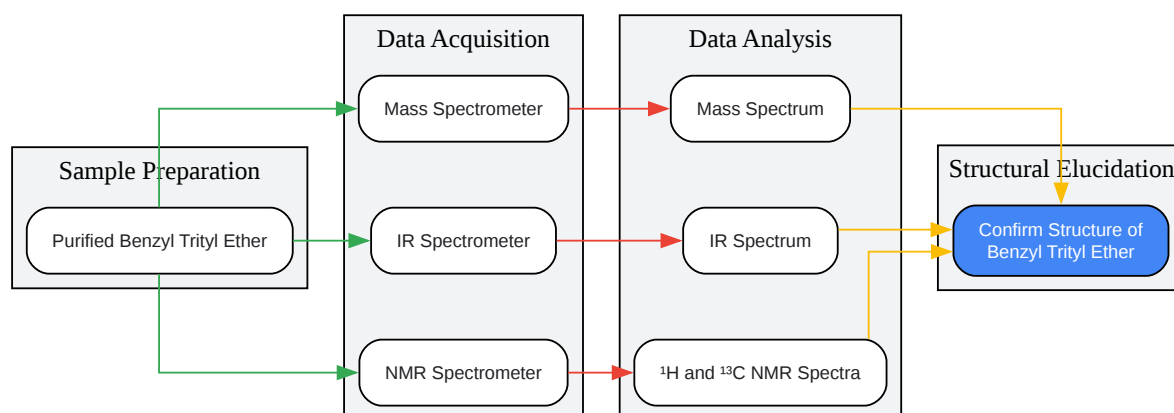 Data Acquisition
Data Analysis
Mass Spectrometer
Mass Spectrum
Sample Preparation
Structural Elucidation
Purified Benzyl Trityl Ether
IR Spectrometer
IR Spectrum
Confirm Structure of
Benzyl Trityl Ether
NMR Spectrometer
¹H and ¹³C NMR Spectra